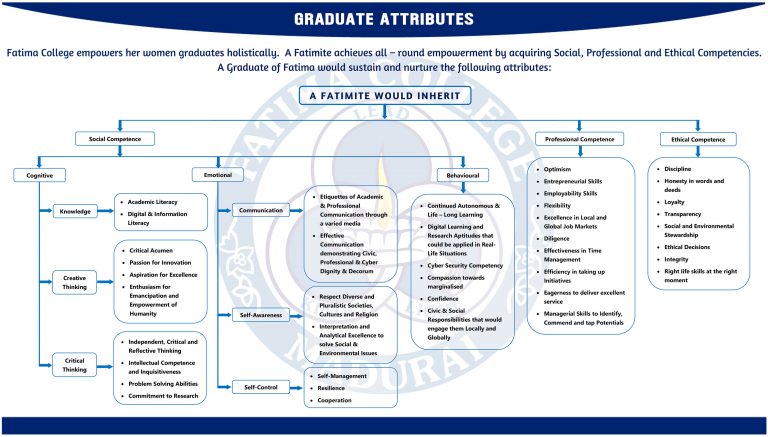 GRADUATE ATTRIBUTES
Fatima College empowers her women graduates holistically. A Fatimite achieves all – round empowerment by acquiring Social, Professional and Ethical Competencies.
A Graduate of Fatima would sustain and nurture the following attributes:
A FATIMITE WOULD INHERIT
Social Competence
Cognitive
Knowledge
• Academic Literacy
• Digital & Information
Literacy
Creative
Thinking
• Critical Acumen
• Passion for Innovation
• Aspiration for Excellence
• Enthusiasm for
Emancipation and
Empowerment of
Humanity
Critical
Thinking
• Independent, Critical and
Reflective Thinking
• Intellectual Competence
and Inquisitiveness
• Problem Solving Abilities
• Commitment to Research
Emotional
Communication
• Etiquettes of Academic
& Professional
Communication through
a varied media
• Effective
Communication
demonstrating Civic,
Professional & Cyber
Dignity & Decorum
Self-Awareness
• Respect Diverse and
Pluralistic Societies,
Cultures and Religion
• Interpretation and
Analytical Excellence to
solve Social &
Environmental Issues
Self-Control
• Self-Management
• Resilience
• Cooperation
Behavioural
• Continued Autonomous &
Life – Long Learning
• Digital Learning and
Research Aptitudes that
could be applied in Real-
Life Situations
• Cyber Security Competency
• Compassion towards
marginalised
• Confidence
• Civic & Social
Responsibilities that would
engage them Locally and
Globally
Professional Competence
• Optimism
• Entrepreneurial Skills
• Employability Skills
• Flexibility
• Excellence in Local and
Global Job Markets
• Diligence
• Effectiveness in Time
Management
• Efficiency in taking up
Initiatives
• Eagerness to deliver excellent
service
• Managerial Skills to Identify,
Commend and tap Potentials
Ethical Competence
• Discipline
• Honesty in words and
deeds
• Loyalty
• Transparency
• Social and Environmental
Stewardship
• Ethical Decisions
• Integrity
• Right life skills at the right
moment
FATIMA COLLEGE
LEAD
MADURAI